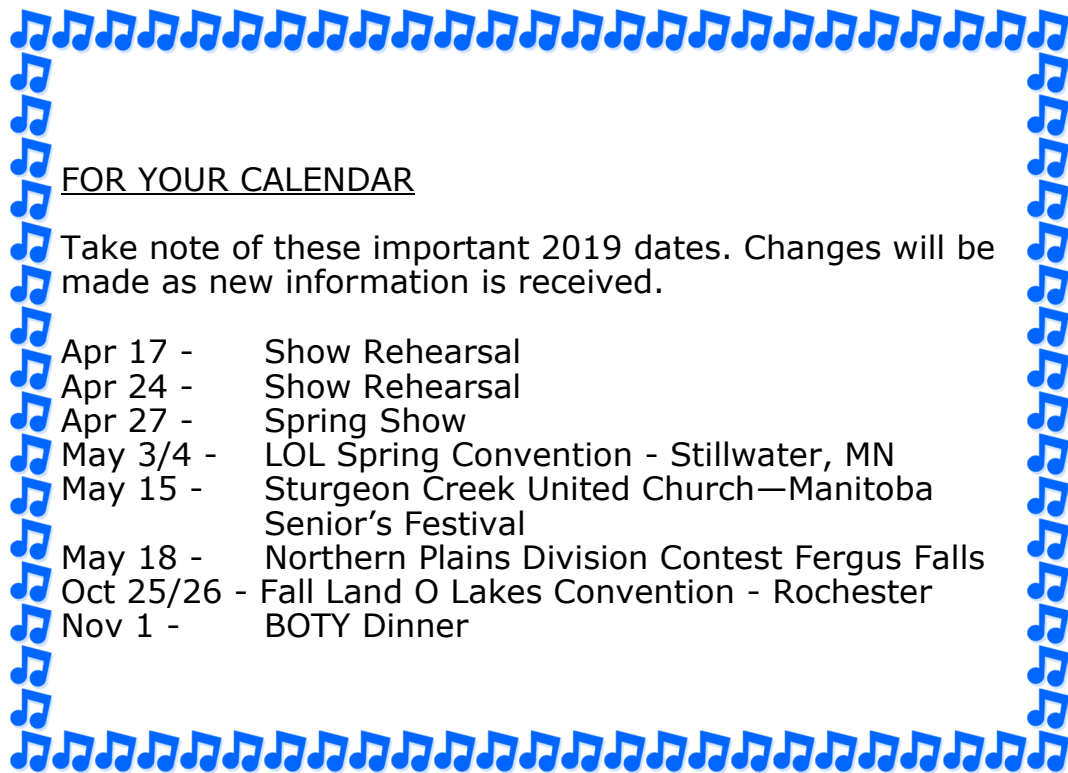 FOR YOUR CALENDAR
Take note of these important 2019 dates. Changes will be
made as new information is received.
Apr 17 - Show Rehearsal
Apr 24 - Show Rehearsal
Apr 27 - Spring Show
May 3/4 - LOL Spring Convention - Stillwater, MN
May 15 - Sturgeon Creek United Church—Manitoba
Senior’s Festival
May 18 - Northern Plains Division Contest Fergus Falls
Oct 25/26 - Fall Land O Lakes Convention - Rochester
Nov 1 - BOTY Dinner